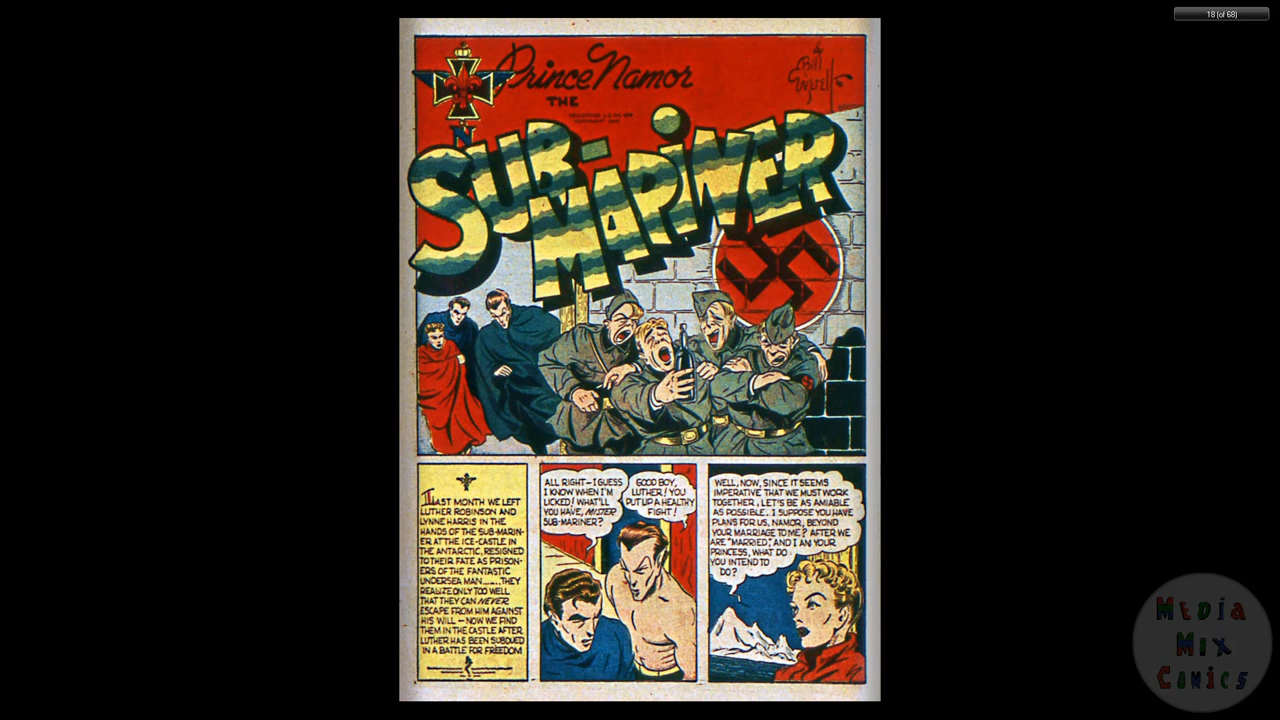 18 (of 68)
Prince Namor
THE
By
Bill
Everett
N
SUB-
MARINER
LAST MONTH WE LEFT
LUTHER ROBINSON AND
LYNNE HARRIS IN THE
HANDS OF THE SUB-MARIN-
ER AT THE ICE-CASTLE IN
THE ANTARCTIC, RESIGNED
TO THEIR FATE AS PRISON-
ERS OF THE FANTASTIC
UNDERSEA MAN.......THEY
REALIZE ONLY TOO WELL
THAT THEY CAN NEVER
ESCAPE FROM HIM AGAINST
HIS WILL — NOW WE FIND
THEM IN THE CASTLE AFTER
LUTHER HAS BEEN SUBDUED
IN A BATTLE FOR FREEDOM
ALL RIGHT—I GUESS
I KNOW WHEN I'M
LICKED! WHAT'LL
YOU HAVE, MISTER
SUB-MARINER?
GOOD BOY,
LUTHER! YOU
PUT UP A HEALTHY
FIGHT!
WELL, NOW, SINCE IT SEEMS
IMPERATIVE THAT WE MUST WORK
TOGETHER, LET'S BE AS AMIABLE
AS POSSIBLE. I SUPPOSE YOU HAVE
PLANS FOR US, NAMOR, BEYOND
YOUR MARRIAGE TO ME? AFTER WE
ARE "MARRIED", AND I AM YOUR
PRINCESS, WHAT DO
YOU INTEND TO
DO?
MEDiA
MiX
COMiCS